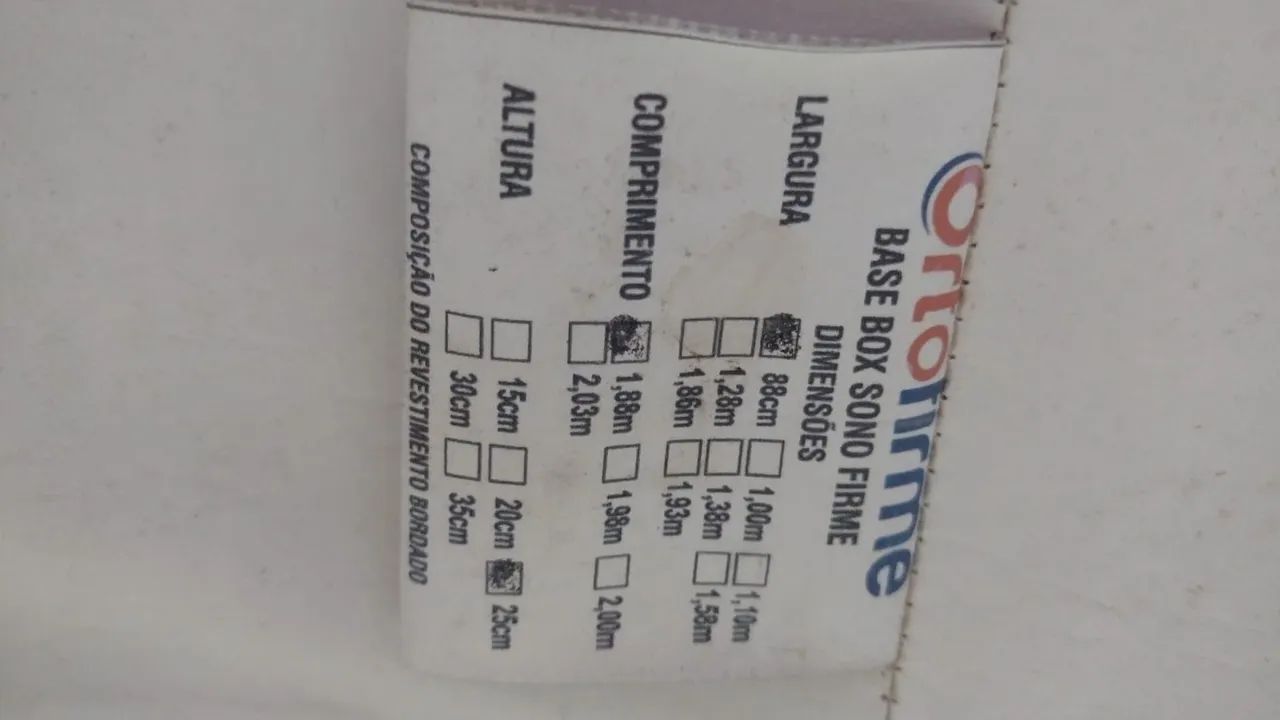 Ortofirme
BASE BOX SONO FIRME
DIMENSÕES
LARGURA 88cm 1,00m 1,10m
1,28m 1,38m 1,58m
1,86m 1,93m
COMPRIMENTO 1,88m 1,98m 2,00m
2,03m
ALTURA 15cm 20cm 25cm
30cm 35cm
COMPOSIÇÃO DO REVESTIMENTO BORDADO